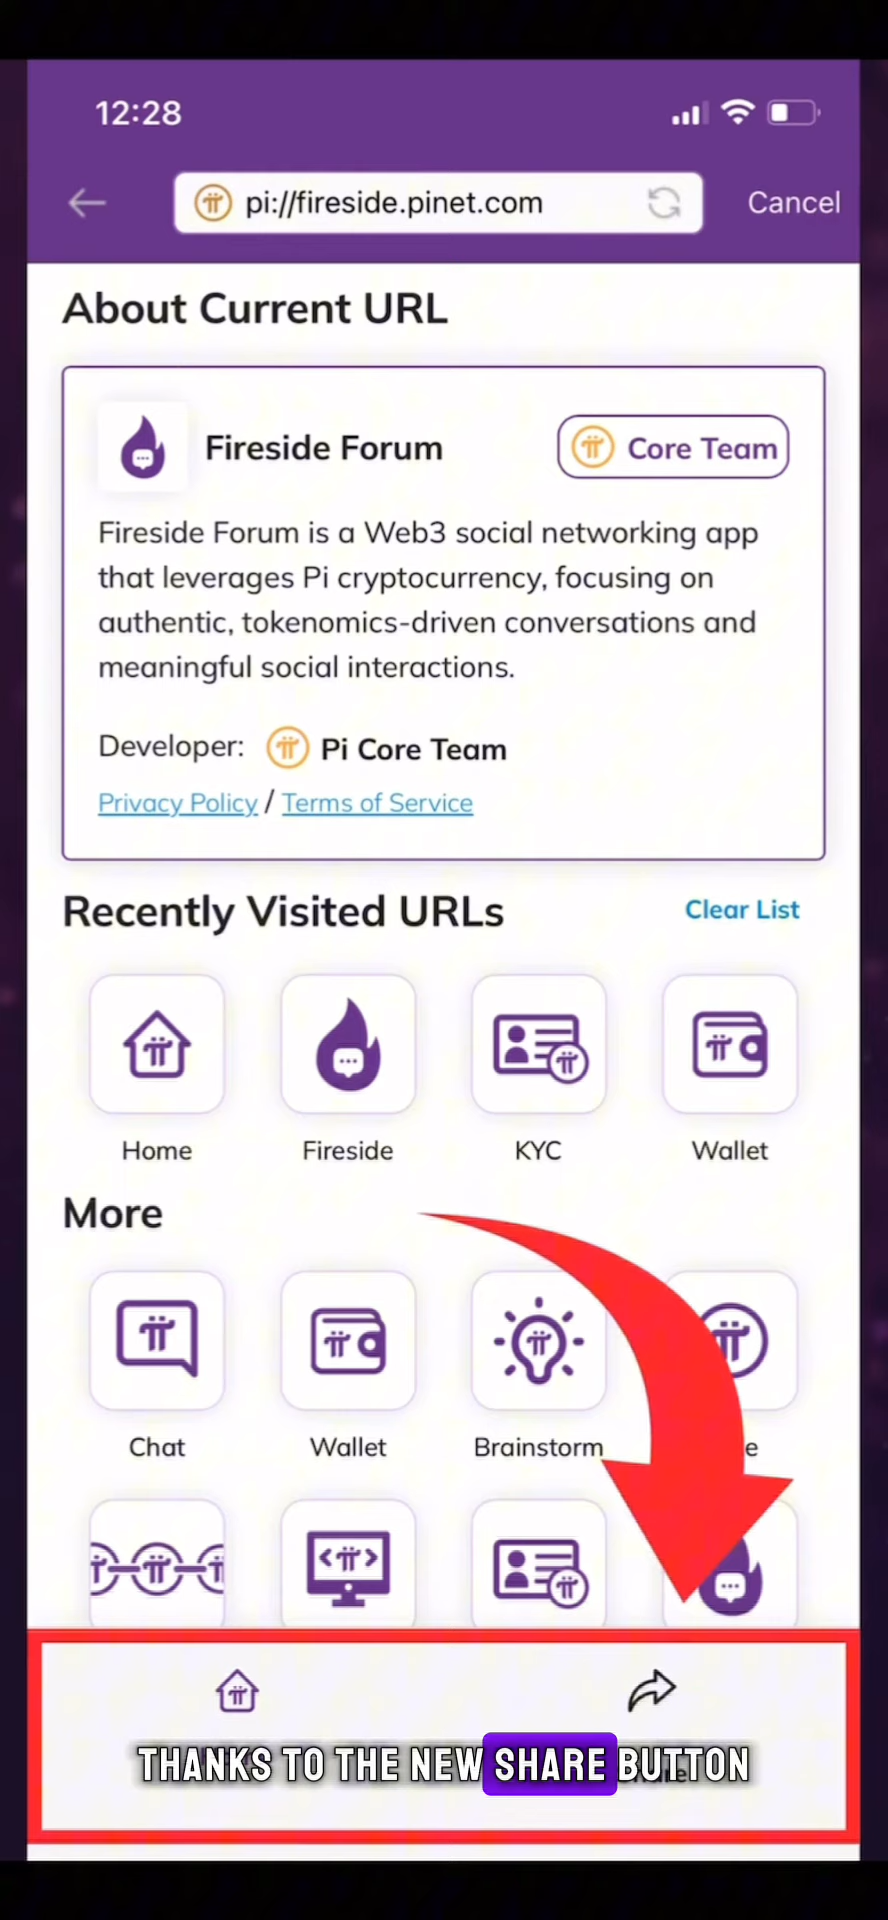 12:28
pi://fireside.pinet.com
Cancel
About Current URL
Fireside Forum
Core Team
Fireside Forum is a Web3 social networking app
that leverages Pi cryptocurrency, focusing on
authentic, tokenomics-driven conversations and
meaningful social interactions.
Developer: Pi Core Team
Privacy Policy / Terms of Service
Recently Visited URLs
Clear List
Home Fireside KYC Wallet
More
Chat Wallet Brainstorm
THANKS TO THE NEW SHARE BUTTON